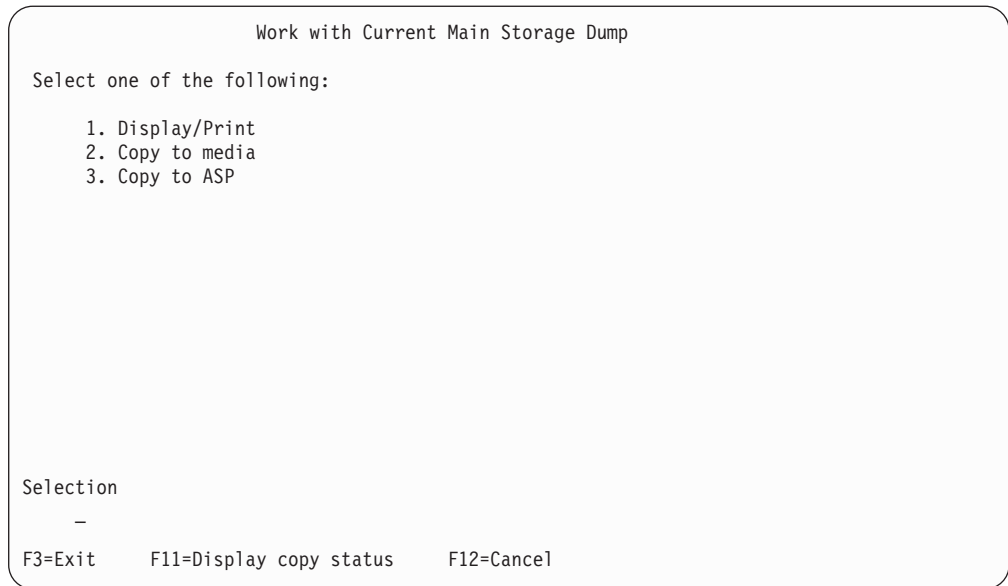 Work with Current Main Storage Dump
Select one of the following:
1. Display/Print
2. Copy to media
3. Copy to ASP
Selection
_
F3=Exit F11=Display copy status F12=Cancel